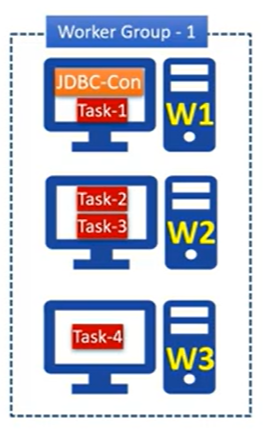 Worker Group - 1
JDBC-Con
Task-1
W1
Task-2
Task-3
W2
Task-4
W3